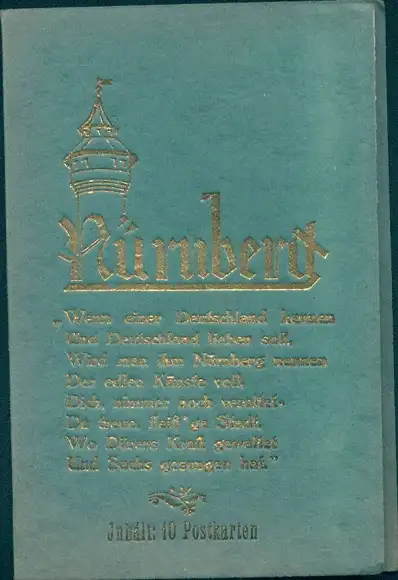 Nürnberg
„Wenn einer Deutschland kennen
Und Deutschland lieben soll,
Wird man ihm Nürnberg nennen
Der edlen Künste voll,
Dich, nimmer noch veraltet,
Du treue, fleiß'ge Stadt,
Wo Dürers Kraft gewaltet
Und Sachs gesungen hat."
Inhalt: 10 Postkarten